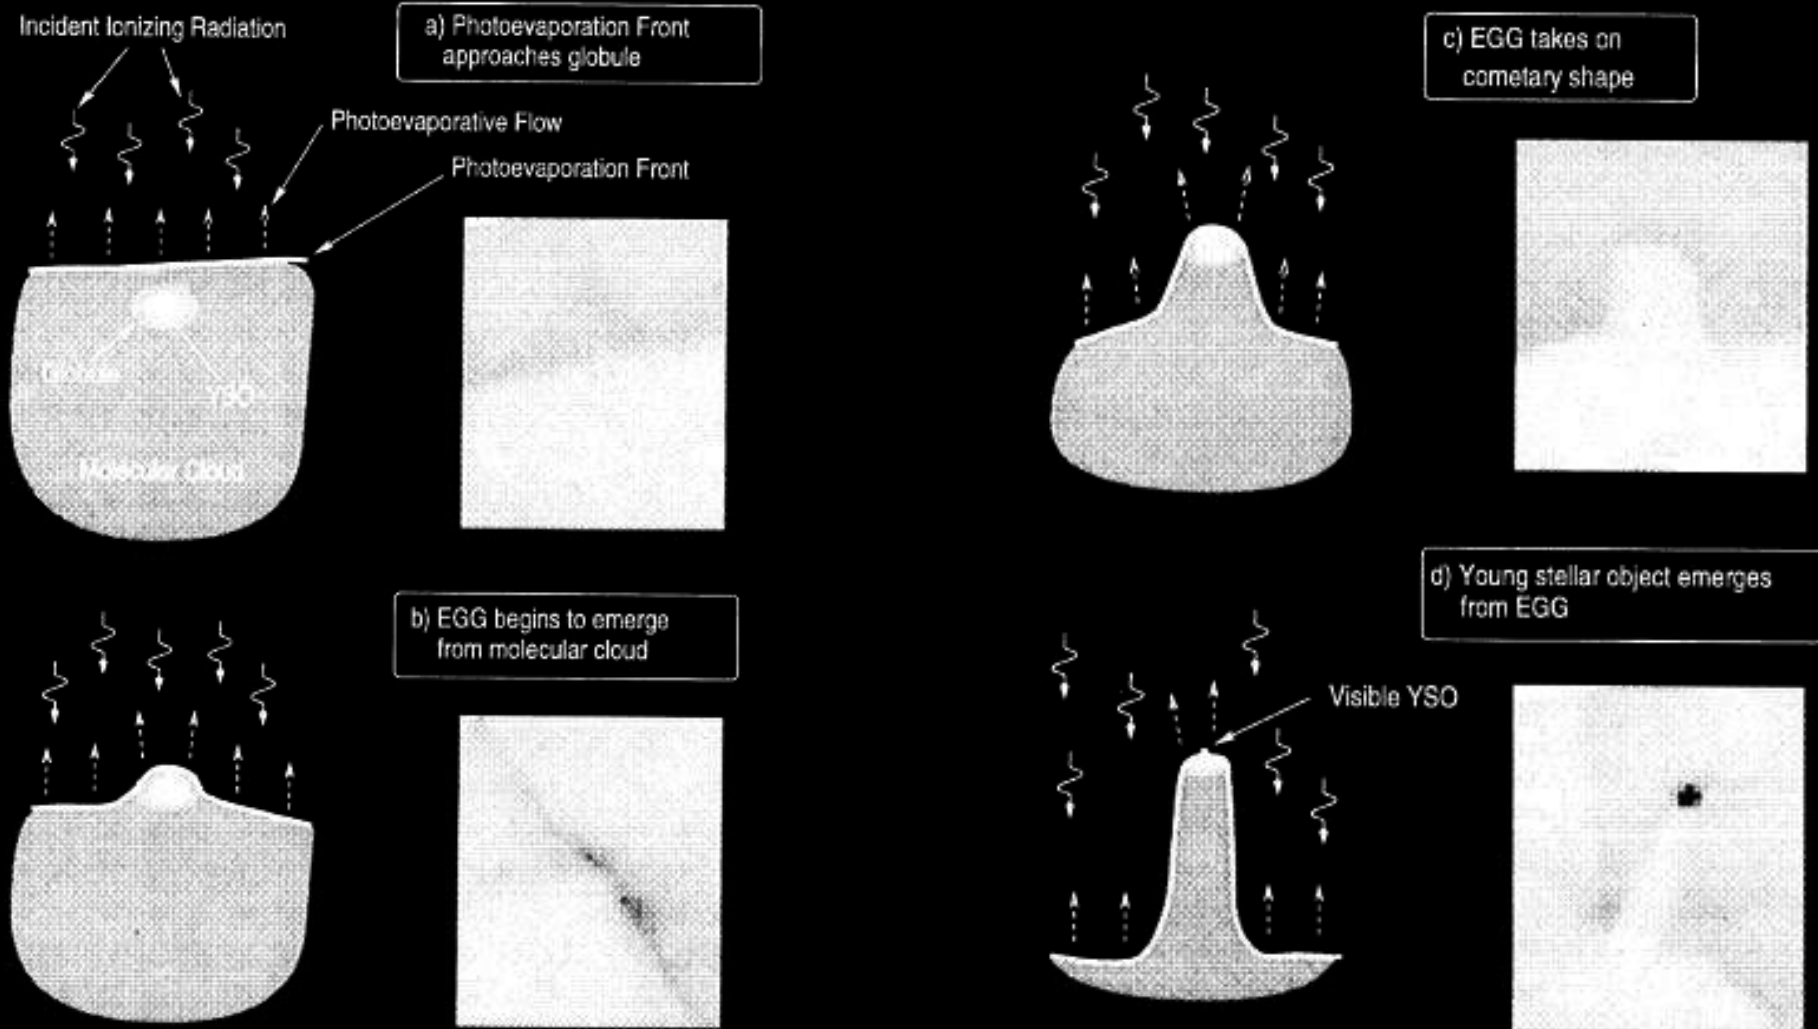 Incident Ionizing Radiation
a) Photoevaporation Front
approaches globule
Photoevaporative Flow
Photoevaporation Front
YSO
Molecular Cloud
b) EGG begins to emerge
from molecular cloud
c) EGG takes on
cometary shape
d) Young stellar object emerges
from EGG
Visible YSO